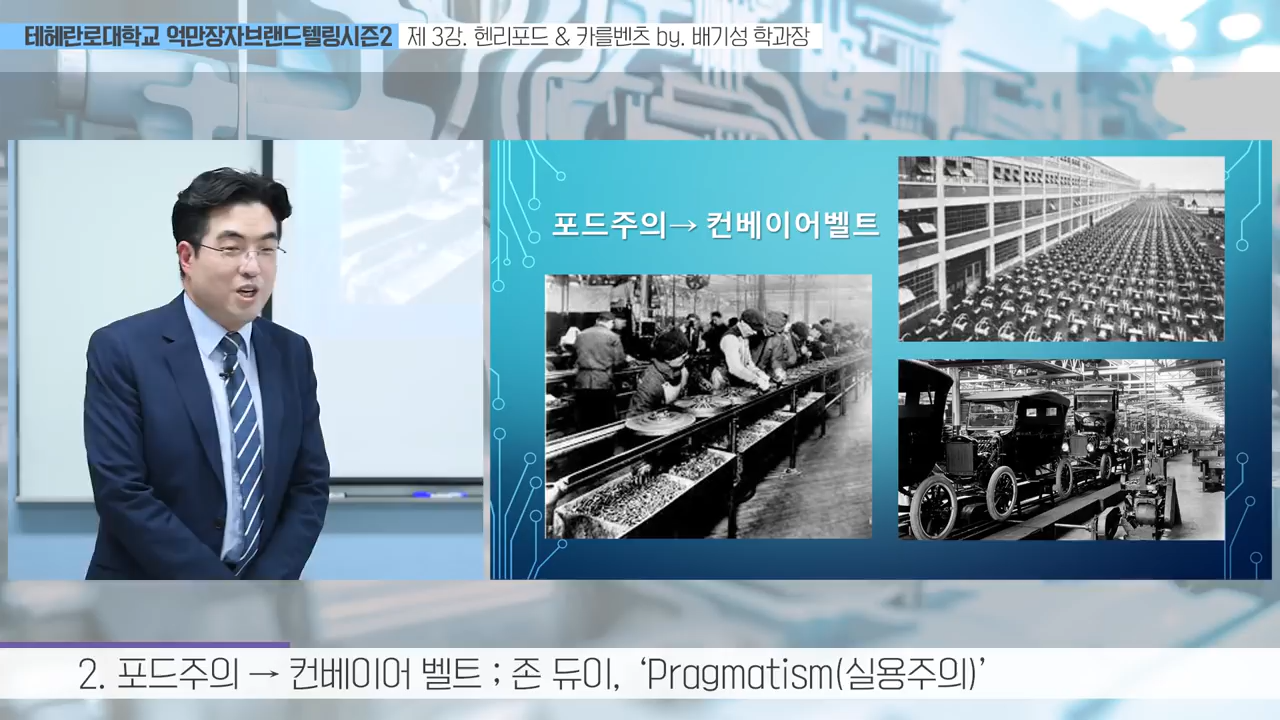 테헤란로대학교 억만장자브랜드텔링시즌2 제 3강. 헨리포드 & 카를벤츠 by. 배기성 학과장
포드주의→ 컨베이어벨트
2. 포드주의 → 컨베이어 벨트 ; 존 듀이, ‘Pragmatism(실용주의)’